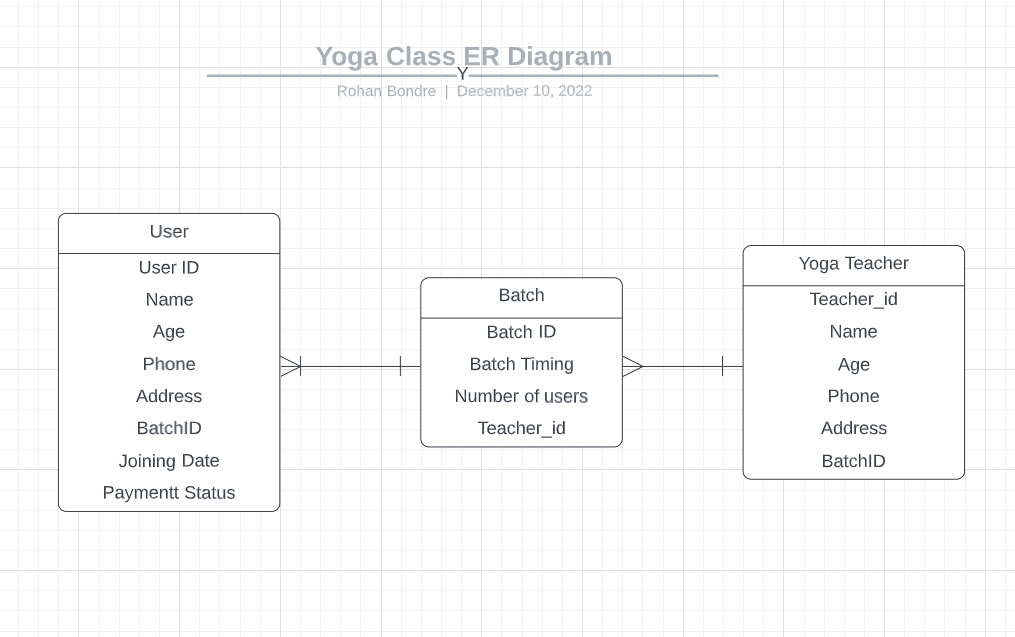 Yoga Class ER Diagram
Y
Rohan Bondre | December 10, 2022
User
User ID
Name
Age
Phone
Address
BatchID
Joining Date
Paymentt Status
Batch
Batch ID
Batch Timing
Number of users
Teacher_id
Yoga Teacher
Teacher_id
Name
Age
Phone
Address
BatchID